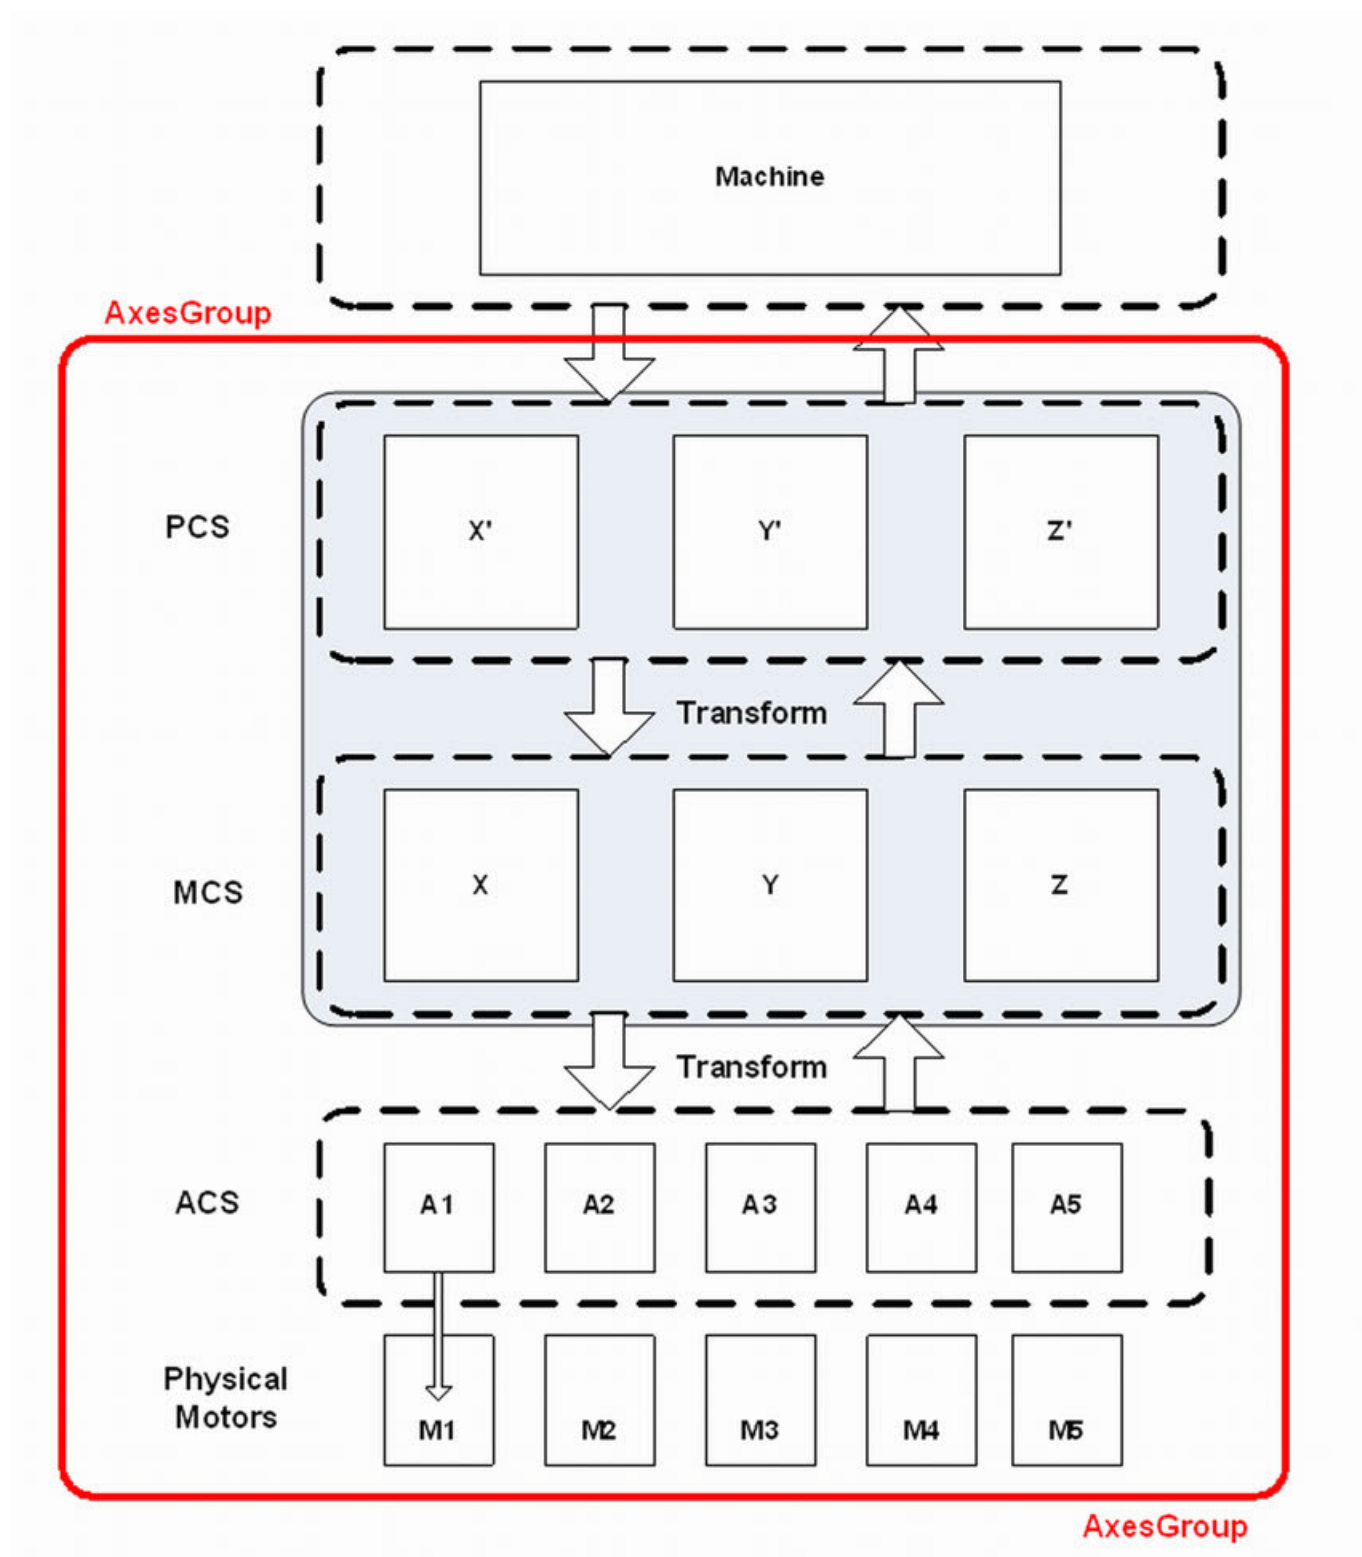 Machine
AxesGroup
PCS
X'
Y'
Z'
Transform
MCS
X
Y
Z
Transform
ACS
A1
A2
A3
A4
A5
Physical
Motors
M1
M2
M3
M4
M5
AxesGroup